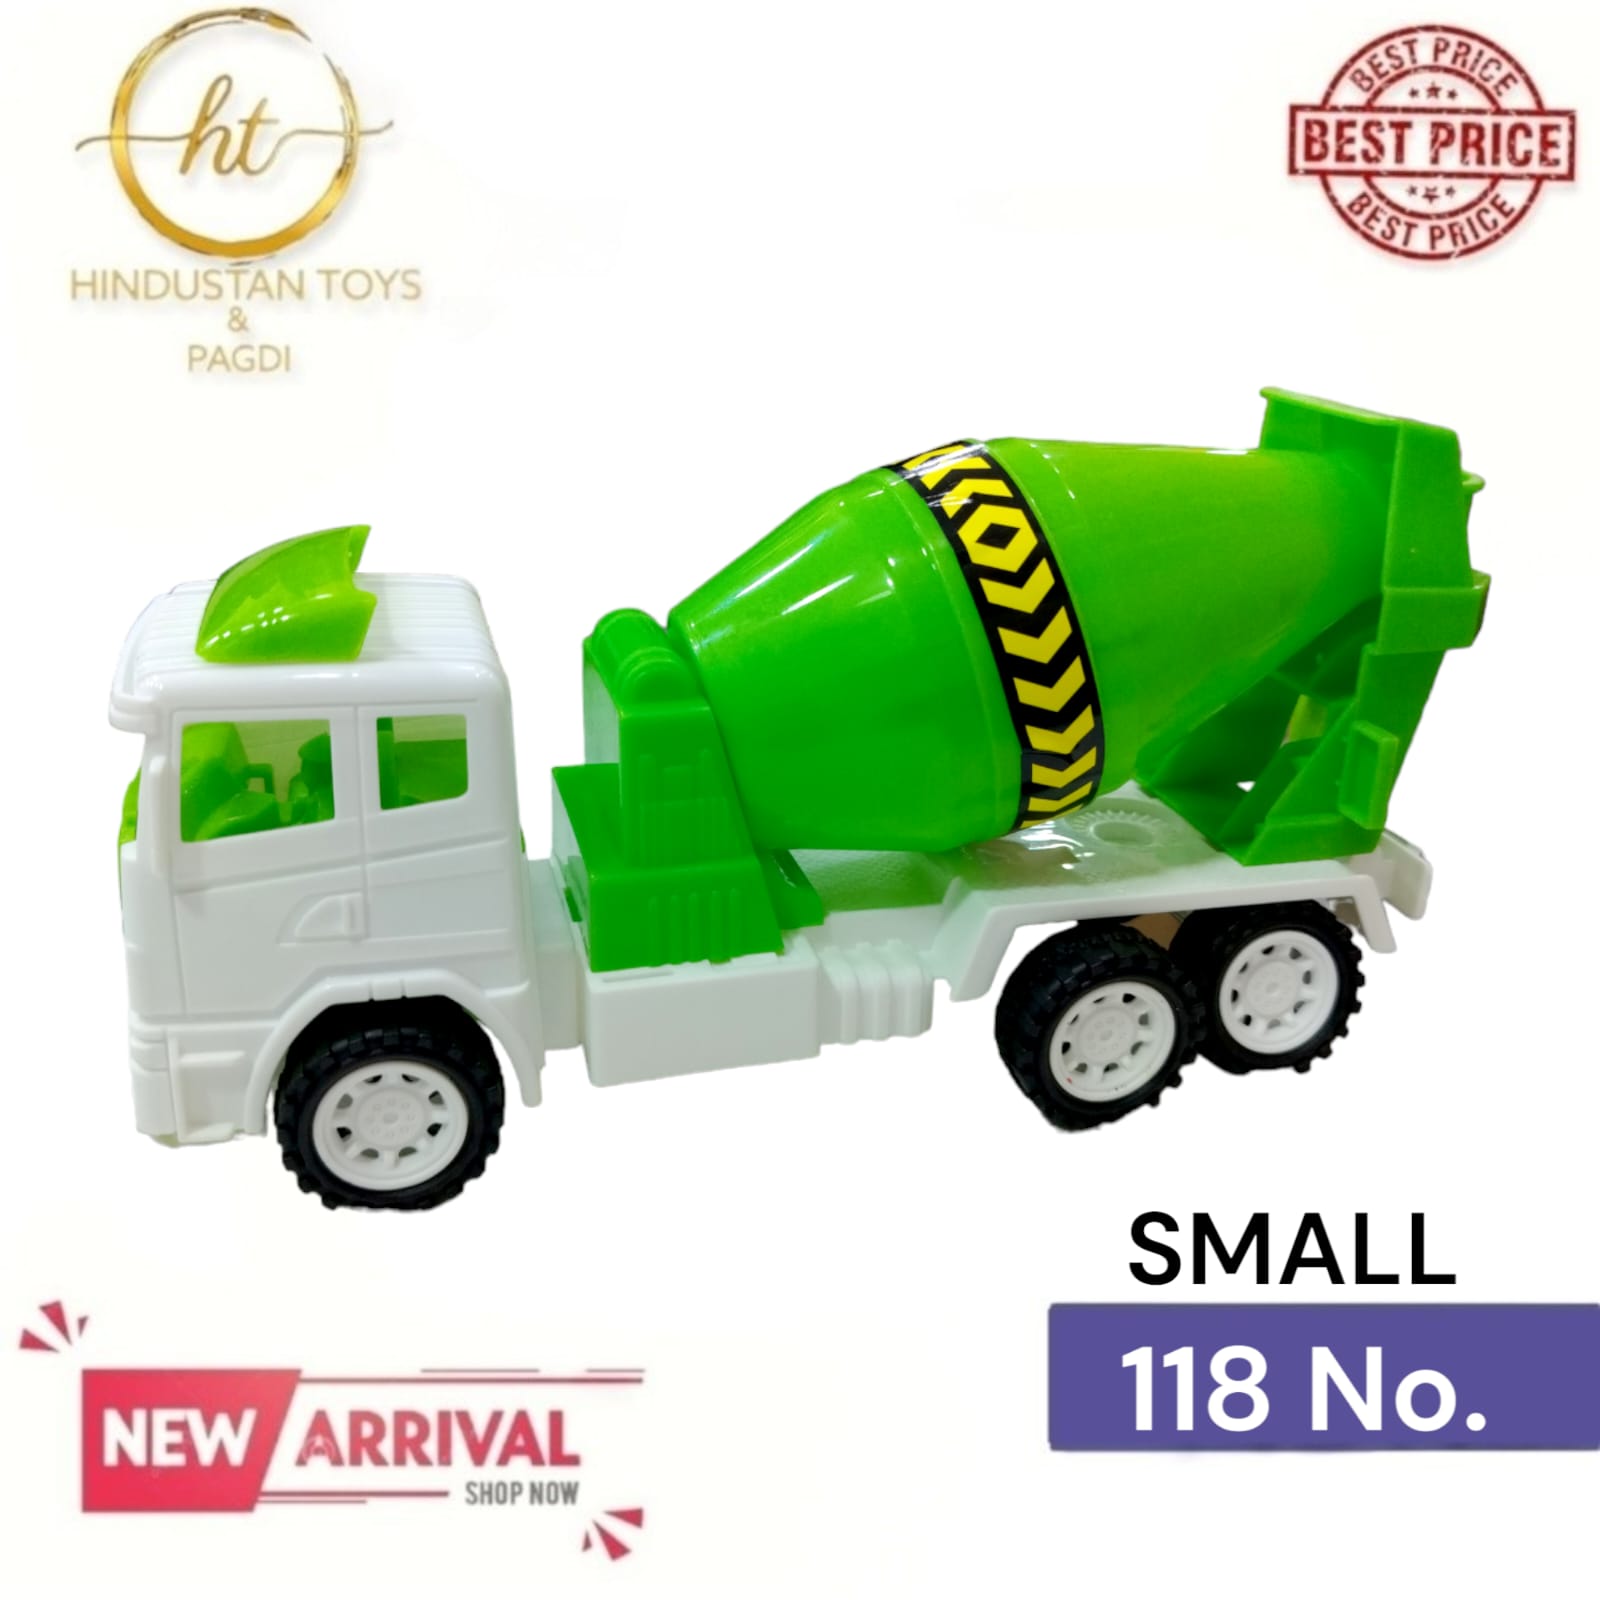 ht
HINDUSTAN TOYS
&
PAGDI
BEST PRICE
BEST PRICE
BEST PRICE
SMALL
118 No.
NEW ARRIVAL
SHOP NOW